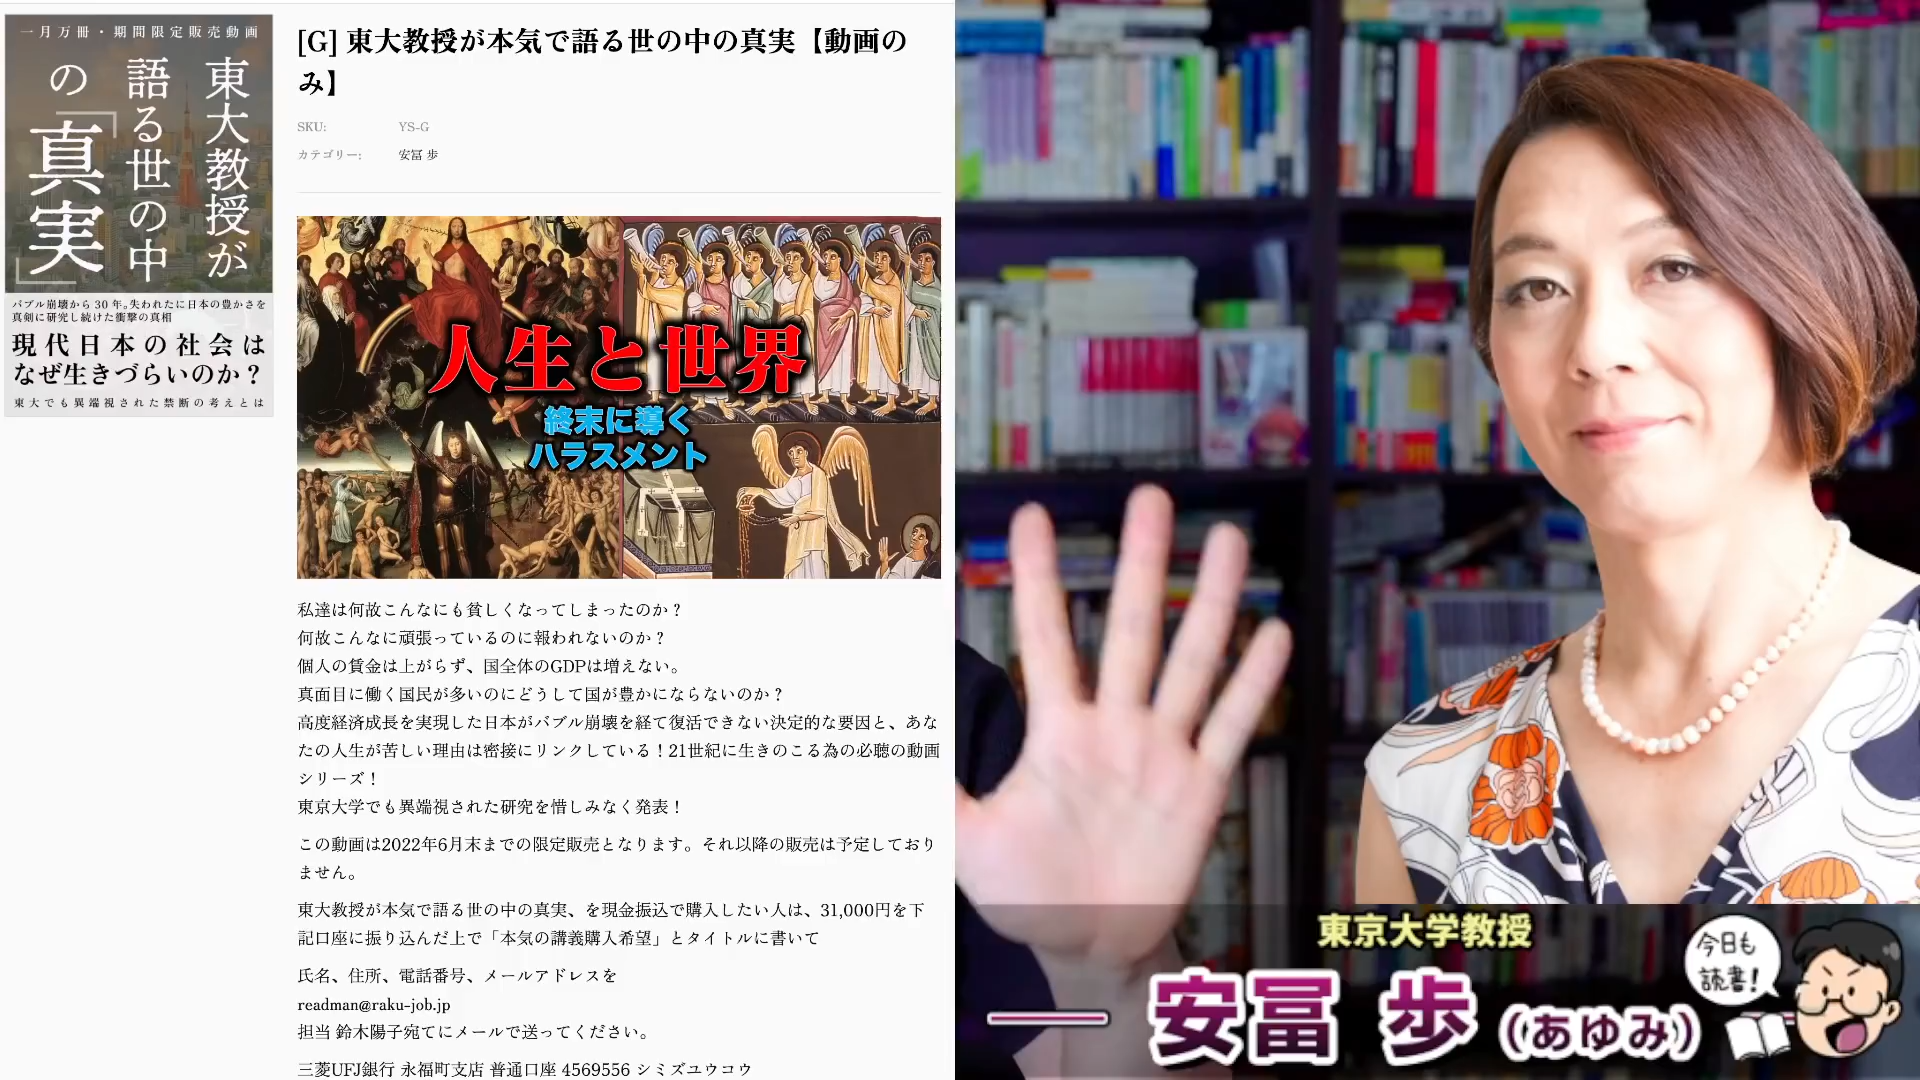 一月万冊・期間限定販売動画
東大教授が
語る世の中
の「真実」
バブル崩壊から30年。失われたに日本の豊かさを
真剣に研究し続けた衝撃の真相
現代日本の社会は
なぜ生きづらいのか？
東大でも異端視された禁断の考えとは
[G] 東大教授が本気で語る世の中の真実【動画の
み】
SKU: YS-G
カテゴリー: 安冨 歩
人生と世界
終末に導く
ハラスメント
私達は何故こんなにも貧しくなってしまったのか？
何故こんなに頑張っているのに報われないのか？
個人の賃金は上がらず、国全体のGDPは増えない。
真面目に働く国民が多いのにどうして国が豊かにならないのか？
高度経済成長を実現した日本がバブル崩壊を経て復活できない決定的な要因と、あな
たの人生が苦しい理由は密接にリンクしている！21世紀に生きのこる為の必聴の動画
シリーズ！
東京大学でも異端視された研究を惜しみなく発表！
この動画は2022年6月末までの限定販売となります。それ以降の販売は予定しており
ません。
東大教授が本気で語る世の中の真実、を現金振込で購入したい人は、31,000円を下
記口座に振り込んだ上で「本気の講義購入希望」とタイトルに書いて
氏名、住所、電話番号、メールアドレスを
readman@raku-job.jp
担当 鈴木陽子宛てにメールで送ってください。
三菱UFJ銀行 永福町支店 普通口座 4569556 シミズユウコウ
東京大学教授
安冨 歩（あゆみ）
今日も
読書！